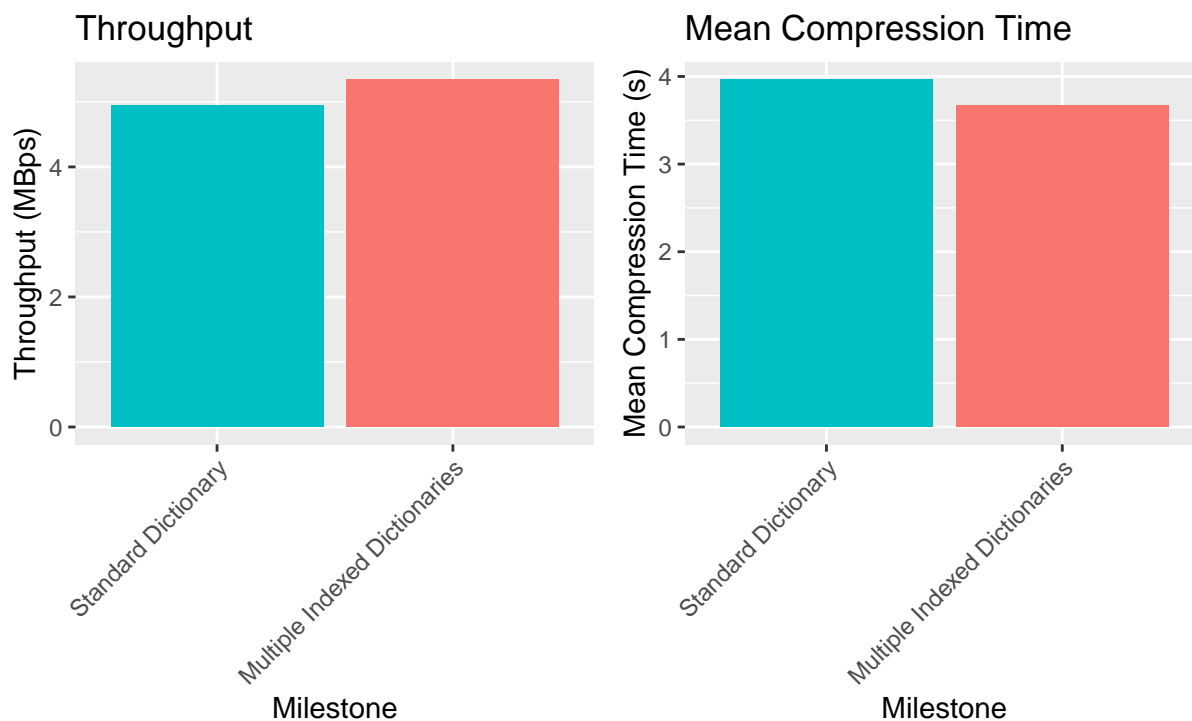 Throughput
Throughput (MBps)
4
2
0
Standard Dictionary
Multiple Indexed Dictionaries
Milestone
Mean Compression Time
Mean Compression Time (s)
4
3
2
1
0
Standard Dictionary
Multiple Indexed Dictionaries
Milestone